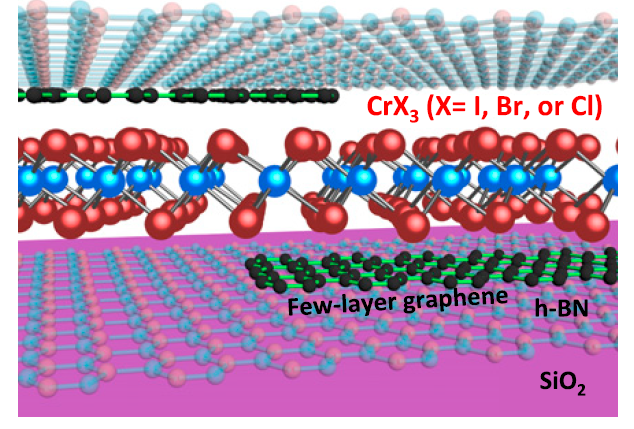 CrX₃ (X= I, Br, or Cl)
Few-layer graphene
h-BN
SiO₂